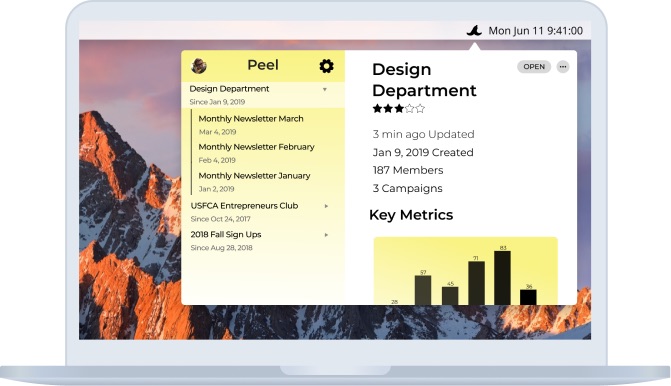 Mon Jun 11 9:41:00
Peel
Design Department
Since Jan 9, 2019
Monthly Newsletter March
Mar 4, 2019
Monthly Newsletter February
Feb 4, 2019
Monthly Newsletter January
Jan 2, 2019
USFCA Entrepreneurs Club
Since Oct 24, 2017
2018 Fall Sign Ups
Since Aug 28, 2018
Design
Department
OPEN
3 min ago Updated
Jan 9, 2019 Created
187 Members
3 Campaigns
Key Metrics
28
57
45
71
83
36